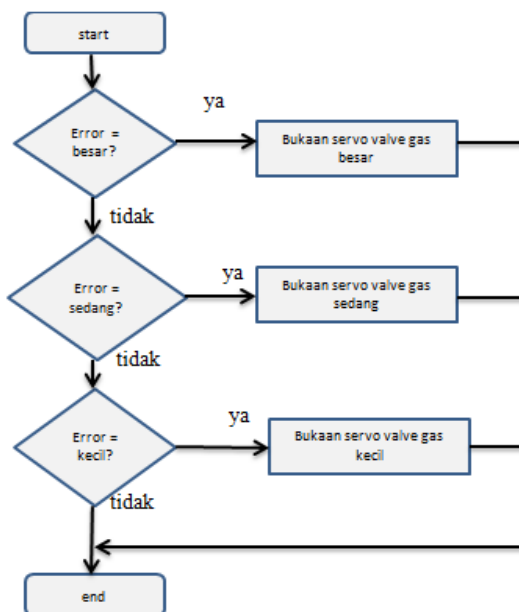 start
Error =
besar?
ya
Bukaan servo valve gas
besar
tidak
Error =
sedang?
ya
Bukaan servo valve gas
sedang
tidak
Error =
kecil?
ya
Bukaan servo valve gas
kecil
tidak
end